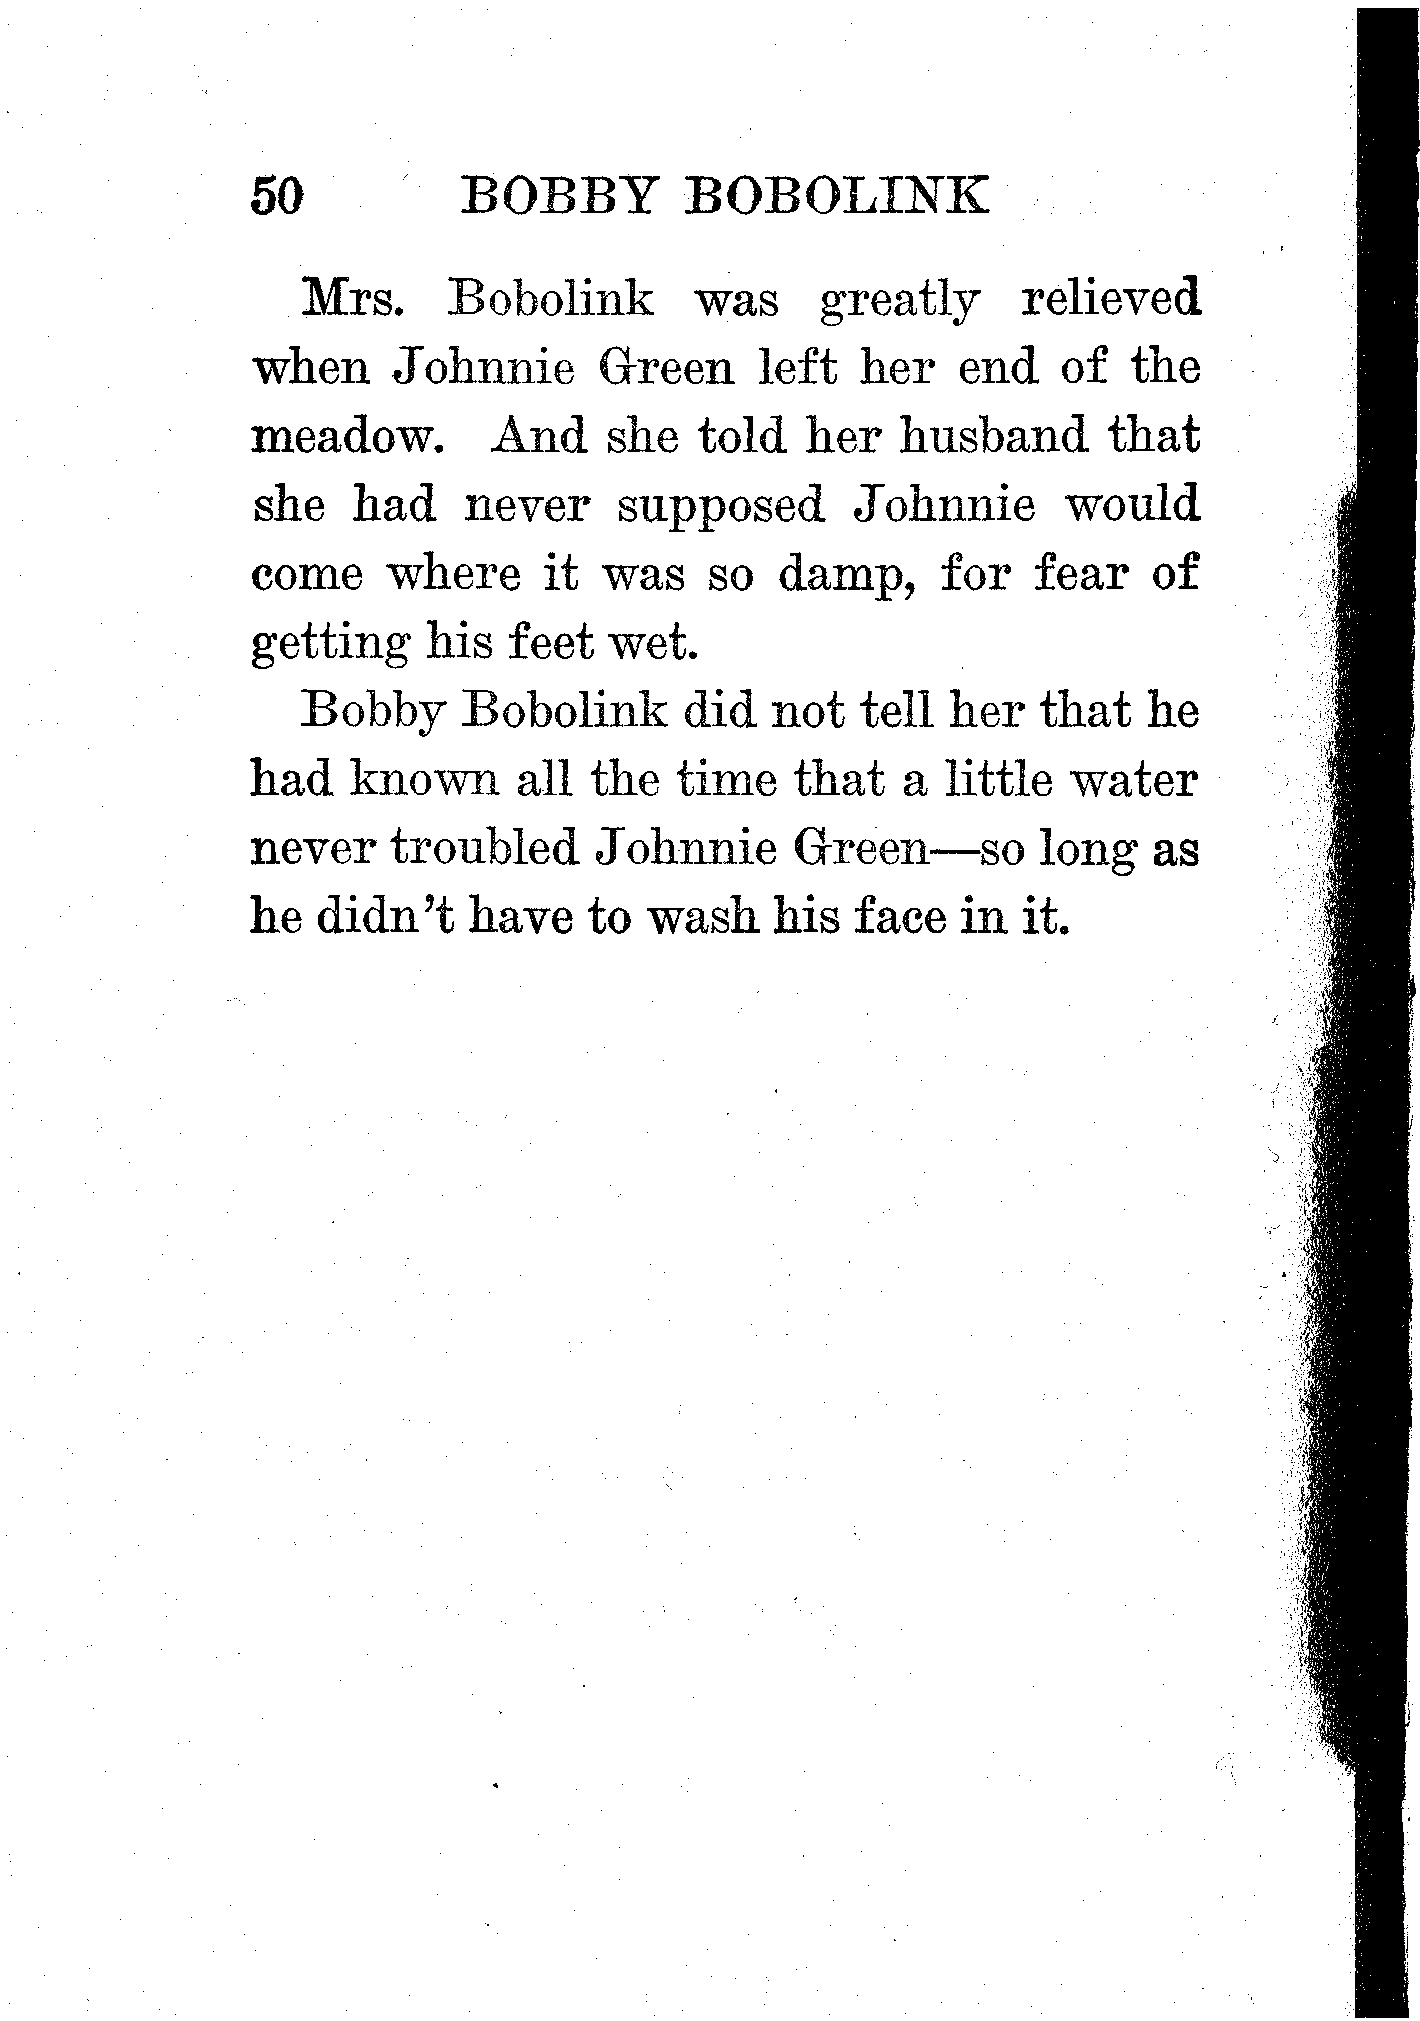 50 BOBBY BOBOLINK
Mrs. Bobolink was greatly relieved
when Johnnie Green left her end of the
meadow. And she told her husband that
she had never supposed Johnnie would
come where it was so damp, for fear of
getting his feet wet.
Bobby Bobolink did not tell her that he
had known all the time that a little water
never troubled Johnnie Green—so long as
he didn't have to wash his face in it.